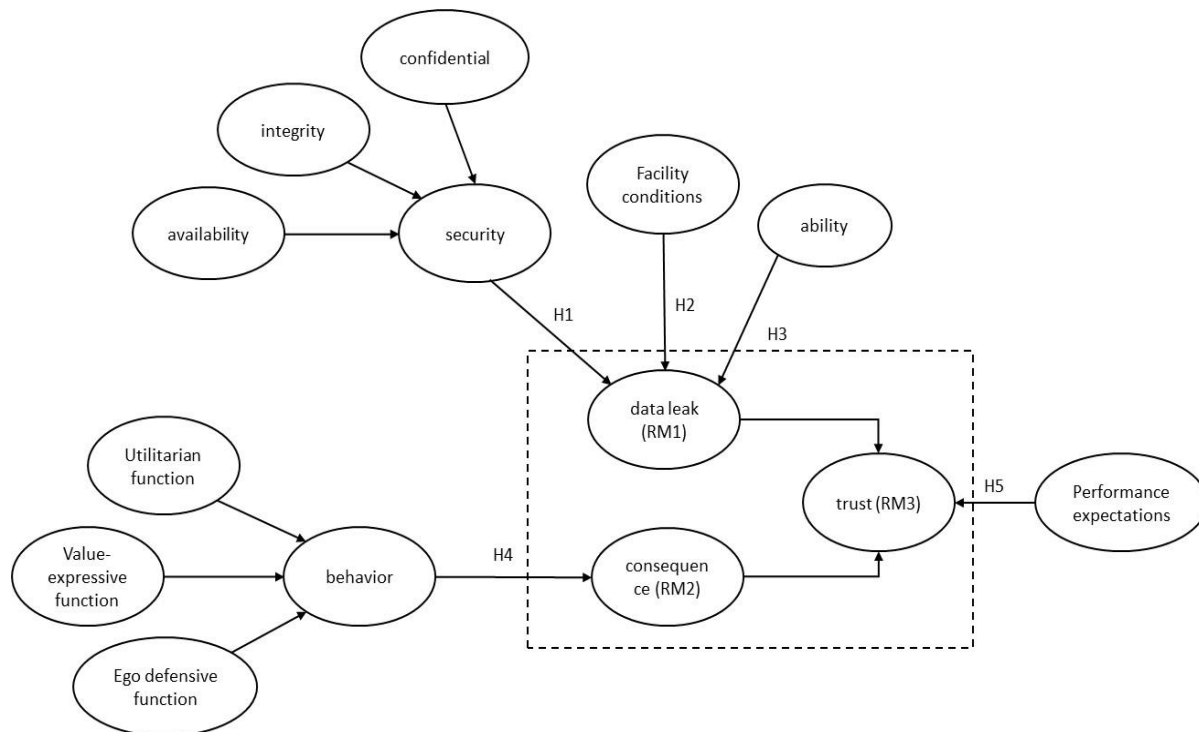 confidential
integrity
Facility
conditions
ability
availability
security
H1
H2
H3
data leak
(RM1)
Utilitarian
function
trust (RM3)
H5
Performance
expectations
Value-
expressive
function
behavior
H4
consequen
ce (RM2)
Ego defensive
function